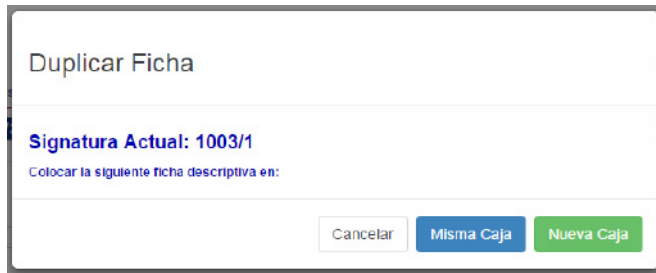 Duplicar Ficha
Signatura Actual: 1003/1
Colocar la siguiente ficha descriptiva en:
Cancelar Misma Caja Nueva Caja